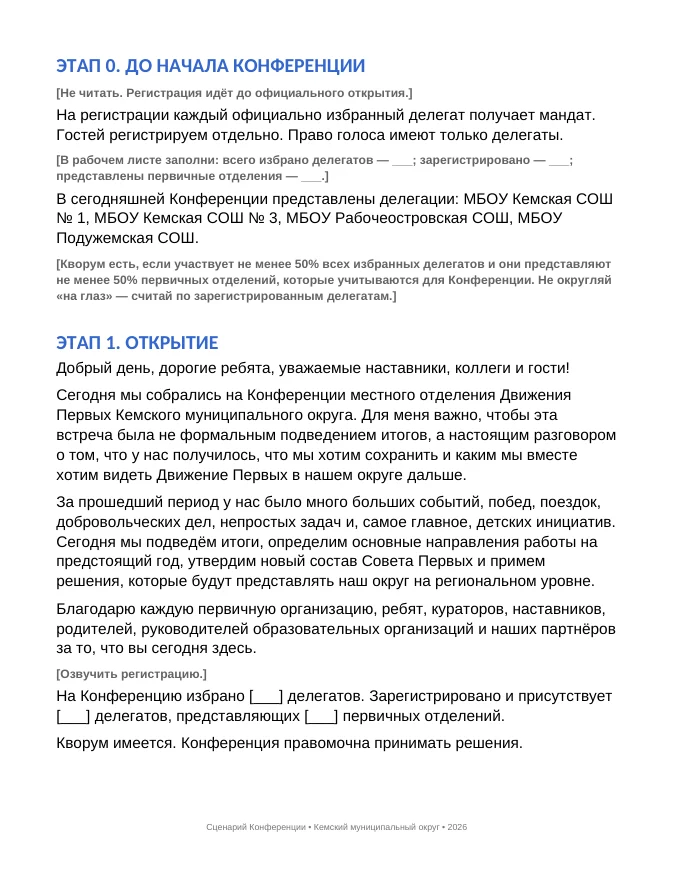 ЭТАП 0. ДО НАЧАЛА КОНФЕРЕНЦИИ
[Не читать. Регистрация идёт до официального открытия.]
На регистрации каждый официально избранный делегат получает мандат.
Гостей регистрируем отдельно. Право голоса имеют только делегаты.
[В рабочем листе заполни: всего избрано делегатов — ___; зарегистрировано — ___;
представлены первичные отделения — ___.]
В сегодняшней Конференции представлены делегации: МБОУ Кемская СОШ
№ 1, МБОУ Кемская СОШ № 3, МБОУ Рабочеостровская СОШ, МБОУ
Подужемская СОШ.
[Кворум есть, если участвует не менее 50% всех избранных делегатов и они представляют
не менее 50% первичных отделений, которые учитываются для Конференции. Не округляй
«на глаз» — считай по зарегистрированным делегатам.]
ЭТАП 1. ОТКРЫТИЕ
Добрый день, дорогие ребята, уважаемые наставники, коллеги и гости!
Сегодня мы собрались на Конференции местного отделения Движения
Первых Кемского муниципального округа. Для меня важно, чтобы эта
встреча была не формальным подведением итогов, а настоящим разговором
о том, что у нас получилось, что мы хотим сохранить и каким мы вместе
хотим видеть Движение Первых в нашем округе дальше.
За прошедший период у нас было много больших событий, побед, поездок,
добровольческих дел, непростых задач и, самое главное, детских инициатив.
Сегодня мы подведём итоги, определим основные направления работы на
предстоящий год, утвердим новый состав Совета Первых и примем
решения, которые будут представлять наш округ на региональном уровне.
Благодарю каждую первичную организацию, ребят, кураторов, наставников,
родителей, руководителей образовательных организаций и наших партнёров
за то, что вы сегодня здесь.
[Озвучить регистрацию.]
На Конференцию избрано [___] делегатов. Зарегистрировано и присутствует
[___] делегатов, представляющих [___] первичных отделений.
Кворум имеется. Конференция правомочна принимать решения.
Сценарий Конференции • Кемский муниципальный округ • 2026